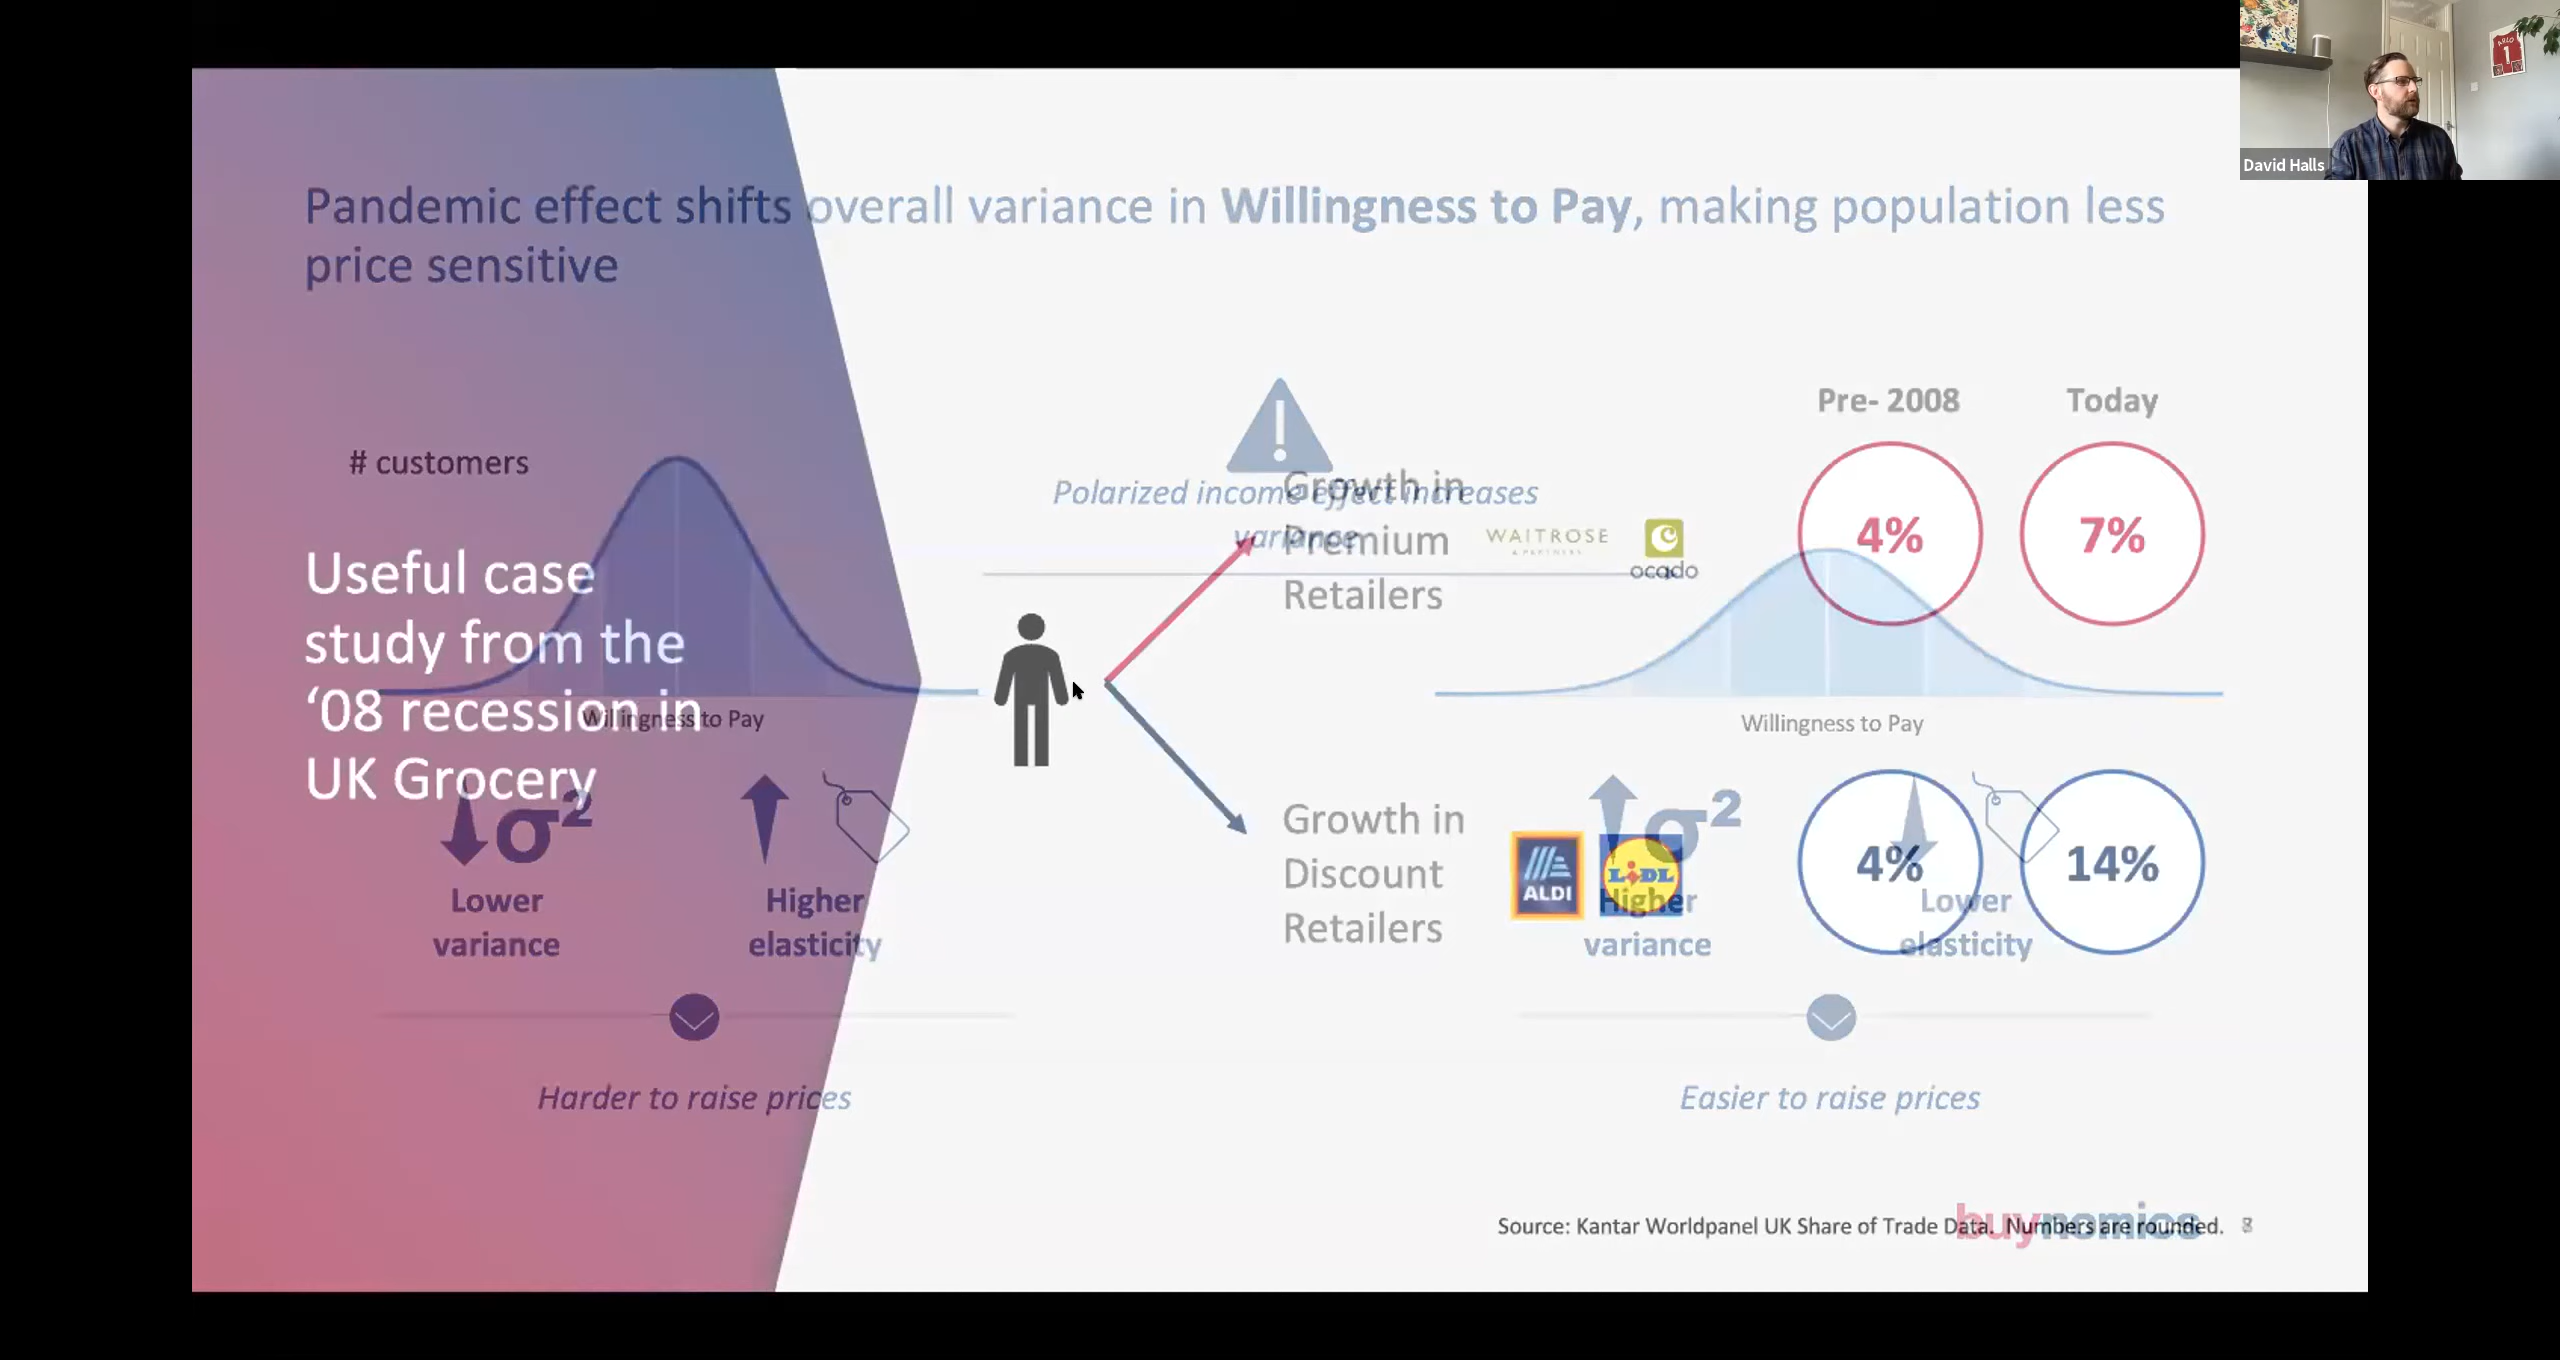 David Halls
Pandemic effect shifts overall variance in Willingness to Pay, making population less
price sensitive
Useful case
study from the
‘08 recession in
UK Grocery
# customers
Willingness to Pay
σ²
Lower
variance
Higher
elasticity
Harder to raise prices
!
Polarized income effect increases
variance
Growth in
Premium
Retailers
WAITROSE
& PARTNERS
ocado
Pre- 2008
Today
4%
7%
Willingness to Pay
Growth in
Discount
Retailers
ALDI
LIDL
4%
14%
σ²
Higher
variance
Lower
elasticity
Easier to raise prices
Source: Kantar Worldpanel UK Share of Trade Data. Numbers are rounded.
buynomics